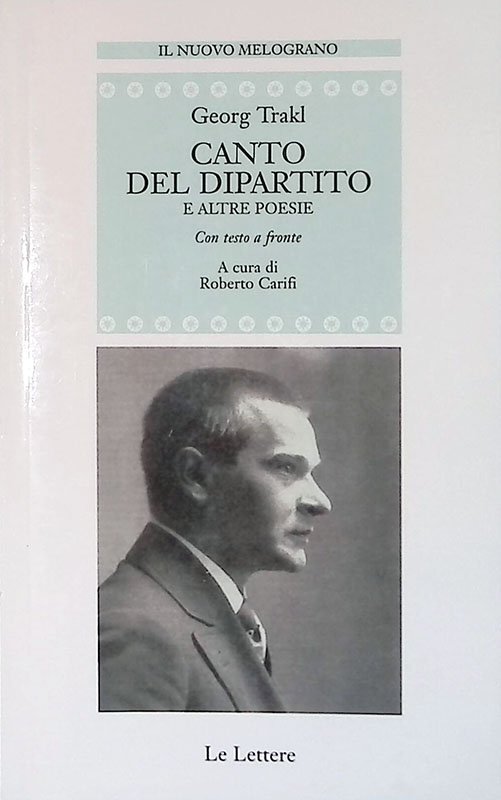 IL NUOVO MELOGRANO
Georg Trakl
CANTO
DEL DIPARTITO
E ALTRE POESIE
Con testo a fronte
A cura di
Roberto Carifi
Le Lettere